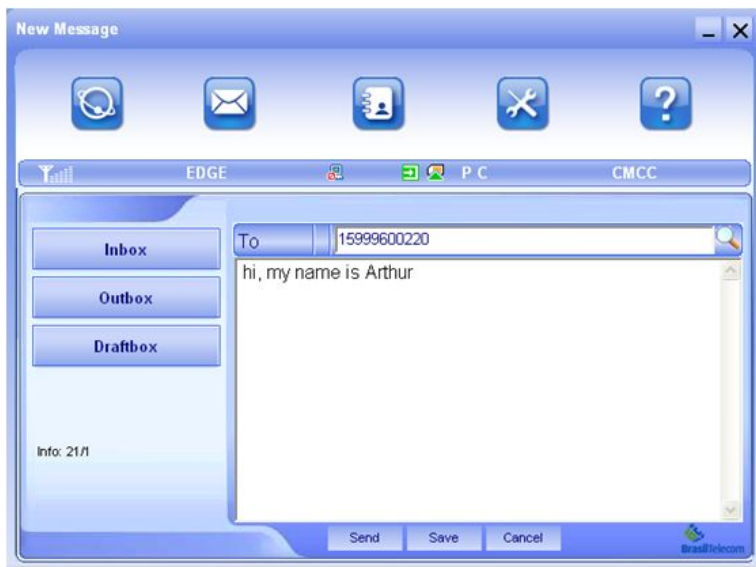 New Message
EDGE P C CMCC
To 15999600220
hi, my name is Arthur
Inbox
Outbox
Draftbox
Info: 21/1
Send Save Cancel
BrasilTelecom